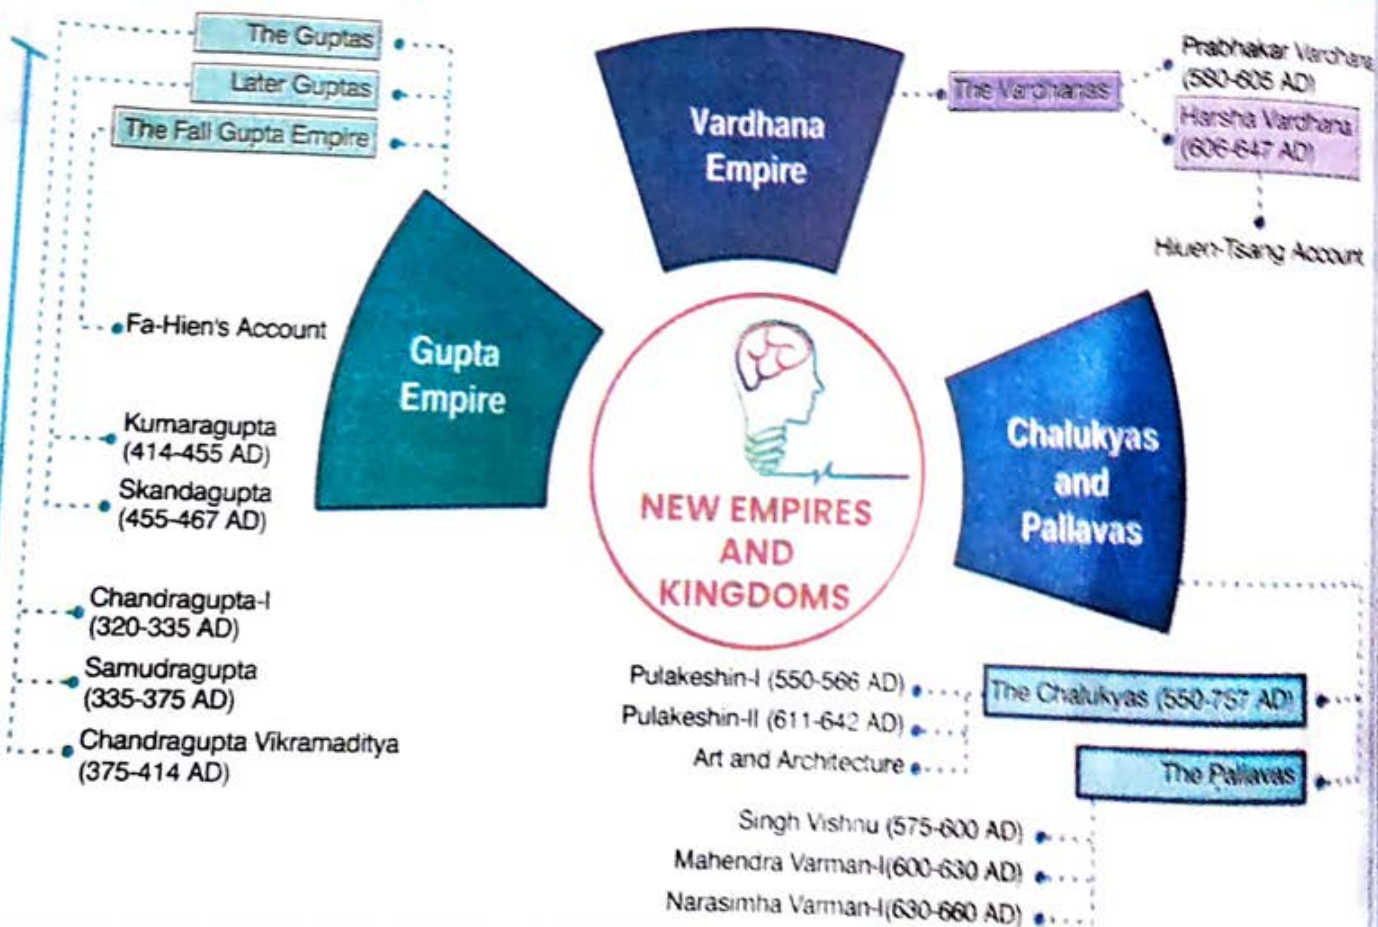 The Guptas
Later Guptas
The Fall Gupta Empire
Fa-Hien's Account
Kumaragupta
(414-455 AD)
Skandagupta
(455-467 AD)
Chandragupta-I
(320-335 AD)
Samudragupta
(335-375 AD)
Chandragupta Vikramaditya
(375-414 AD)
Gupta
Empire
Vardhana
Empire
The Vardhanas
Prabhakar Vardhana
(580-605 AD)
Harsha Vardhana
(606-647 AD)
Hiuen-Tsang Account
NEW EMPIRES
AND
KINGDOMS
Chalukyas
and
Pallavas
The Chalukyas (550-757 AD)
Pulakeshin-I (550-566 AD)
Pulakeshin-II (611-642 AD)
Art and Architecture
The Pallavas
Singh Vishnu (575-600 AD)
Mahendra Varman-I(600-630 AD)
Narasimha Varman-I(630-660 AD)